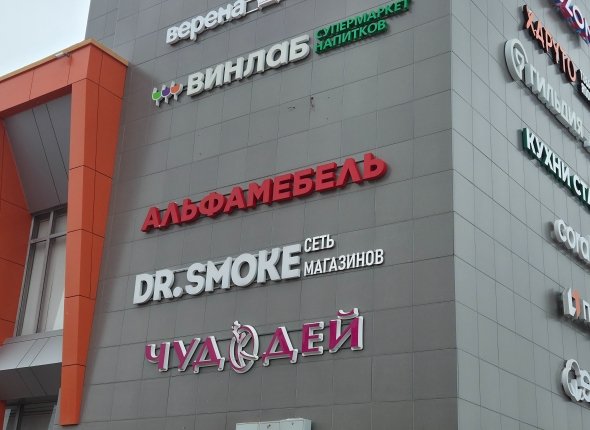 верена
ВИНЛАБ
СУПЕРМАРКЕТ
НАПИТКОВ
АЛЬФАМЕБЕЛЬ
DR. SMOKE
СЕТЬ
МАГАЗИНОВ
ЧУДОДЕЙ
ХАРУТО
ГИЛЬДИЯ
КУХНИ